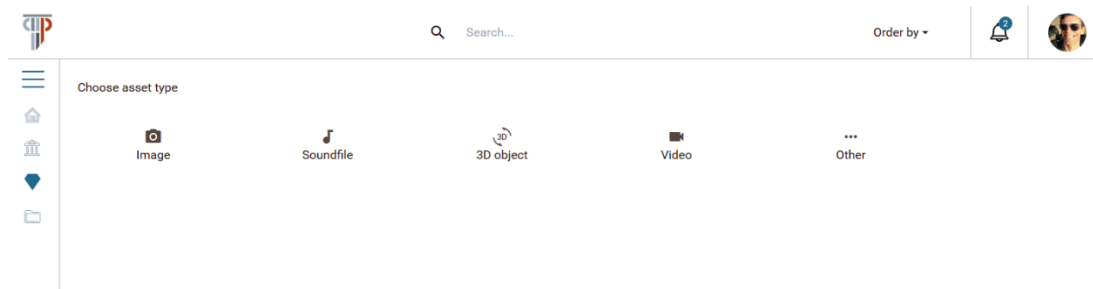 Search...
Order by
2
Choose asset type
Image
Soundfile
3D
3D object
Video
Other